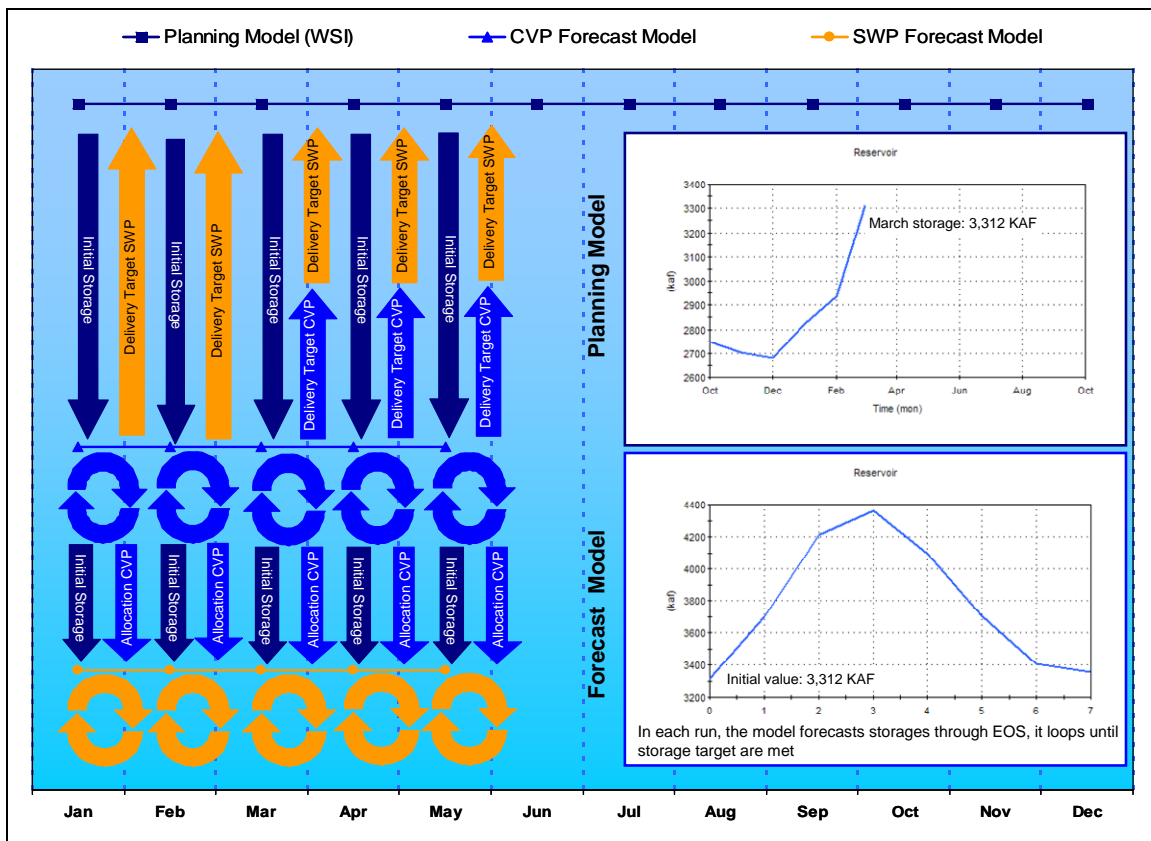 Planning Model (WSI)
CVP Forecast Model
SWP Forecast Model
Initial Storage
Delivery Target SWP
Initial Storage
Delivery Target SWP
Initial Storage
Delivery Target SWP
Delivery Target CVP
Initial Storage
Delivery Target SWP
Delivery Target CVP
Initial Storage
Delivery Target SWP
Delivery Target CVP
Planning Model
Reservoir
3400
3300
3200
3100
3000
2900
2800
2700
2600
(kaf)
March storage: 3,312 KAF
Oct Dec Feb Apr Jun Aug Oct
Time (mon)
Initial Storage
Allocation CVP
Initial Storage
Allocation CVP
Initial Storage
Allocation CVP
Initial Storage
Allocation CVP
Initial Storage
Allocation CVP
Forecast Model
Reservoir
4400
4200
4000
3800
3600
3400
3200
(kaf)
Initial value: 3,312 KAF
0 1 2 3 4 5 6 7
In each run, the model forecasts storages through EOS, it loops until
storage target are met
Jan Feb Mar Apr May Jun Jul Aug Sep Oct Nov Dec